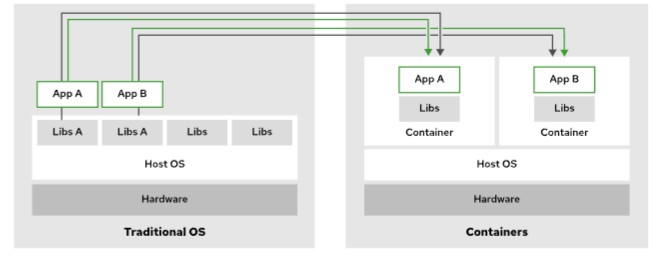 App A
App B
Libs A
Libs A
Libs
Libs
Host OS
Hardware
Traditional OS
App A
App B
Libs
Libs
Container
Container
Host OS
Hardware
Containers